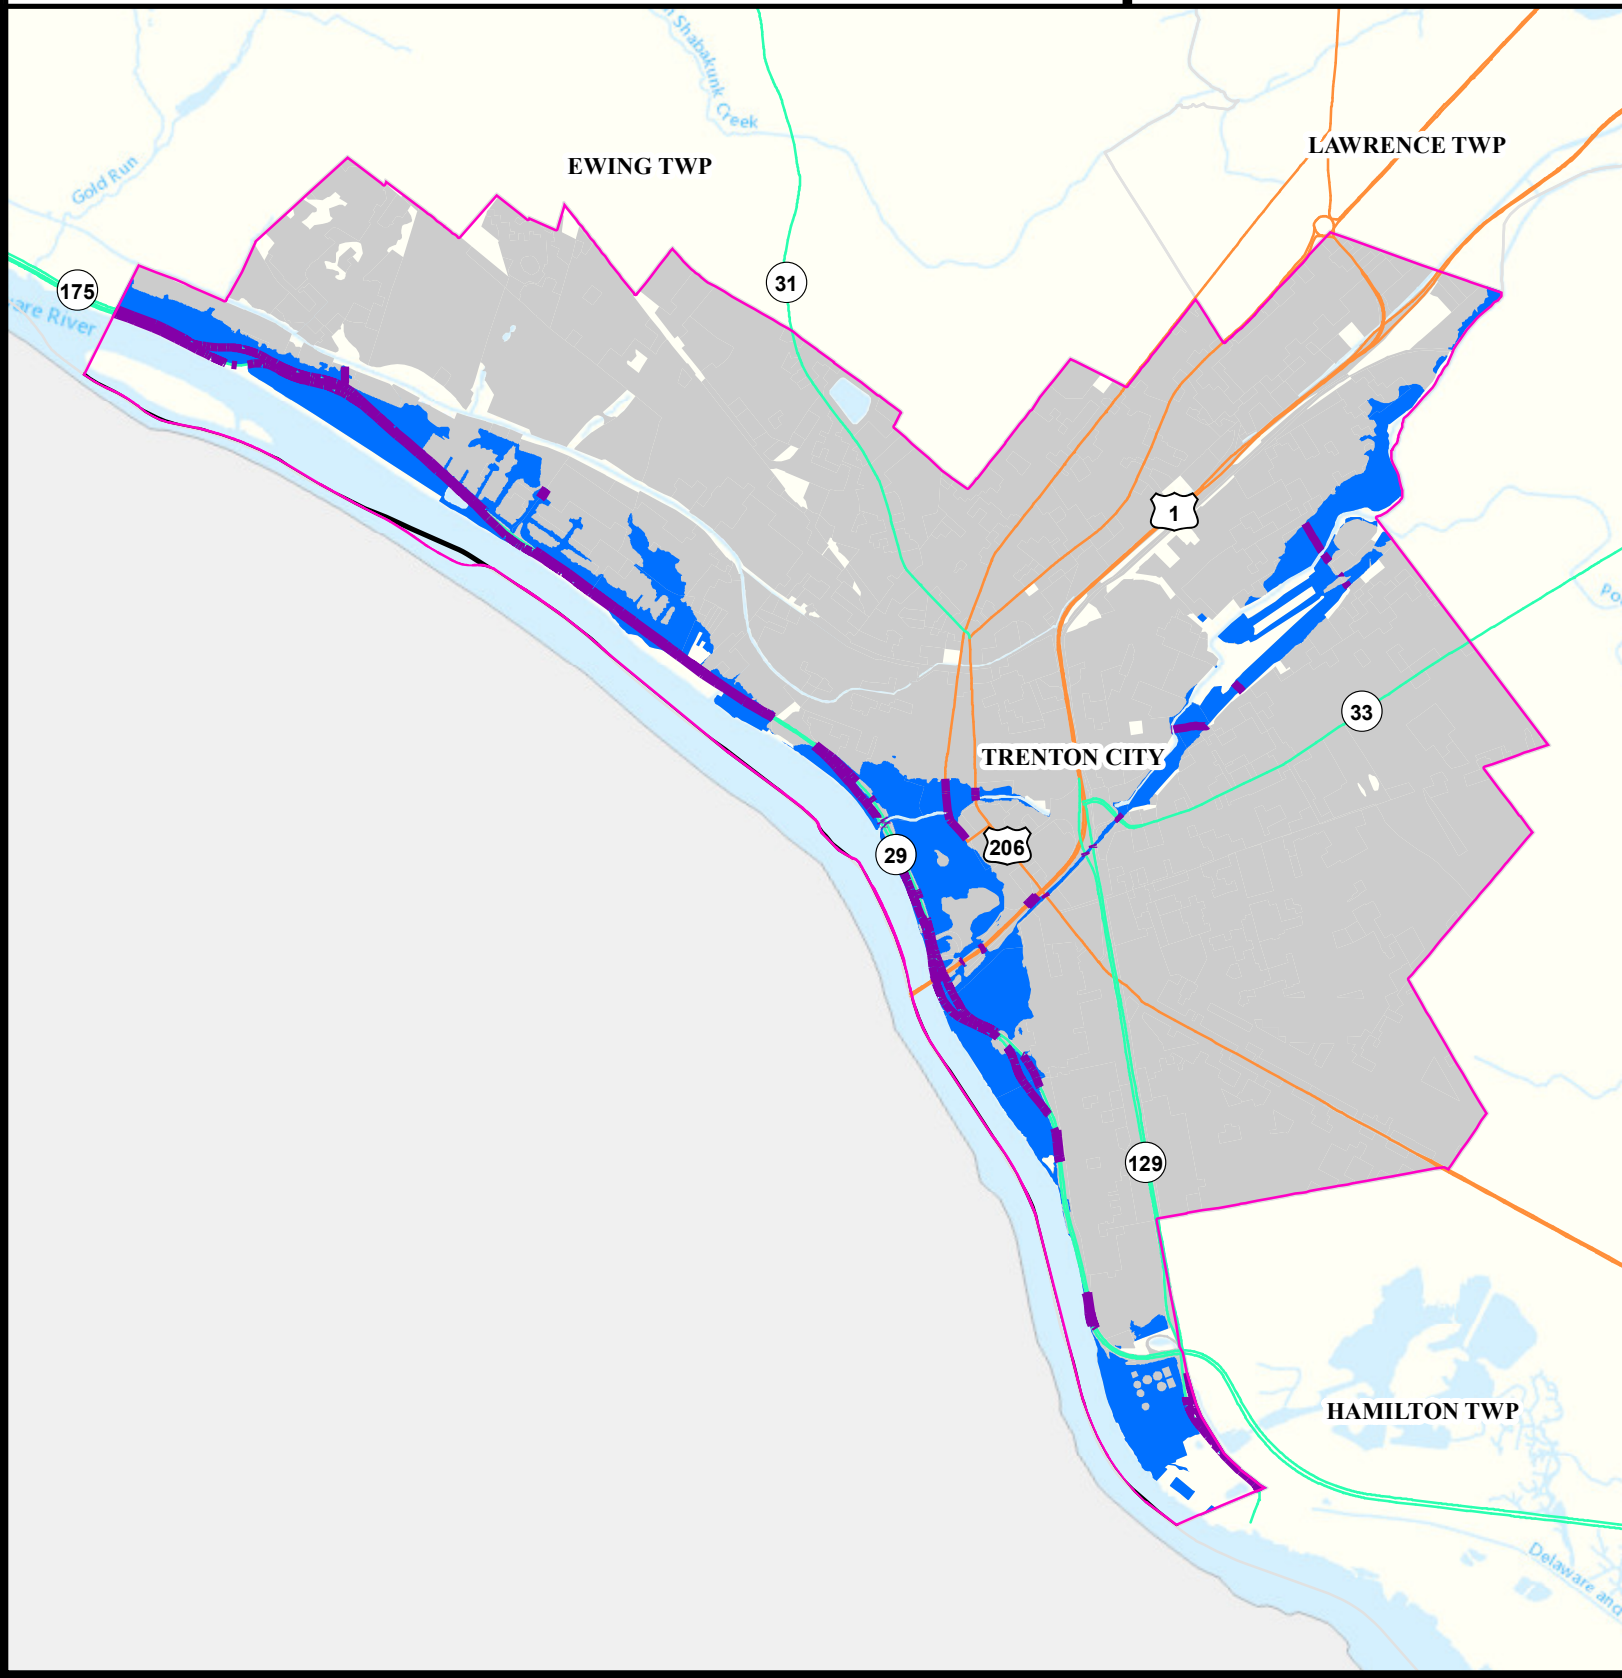 Shabakunk Creek
LAWRENCE TWP
EWING TWP
Gold Run
31
175
are River
1
33
TRENTON CITY
206
29
129
HAMILTON TWP
Delaware and